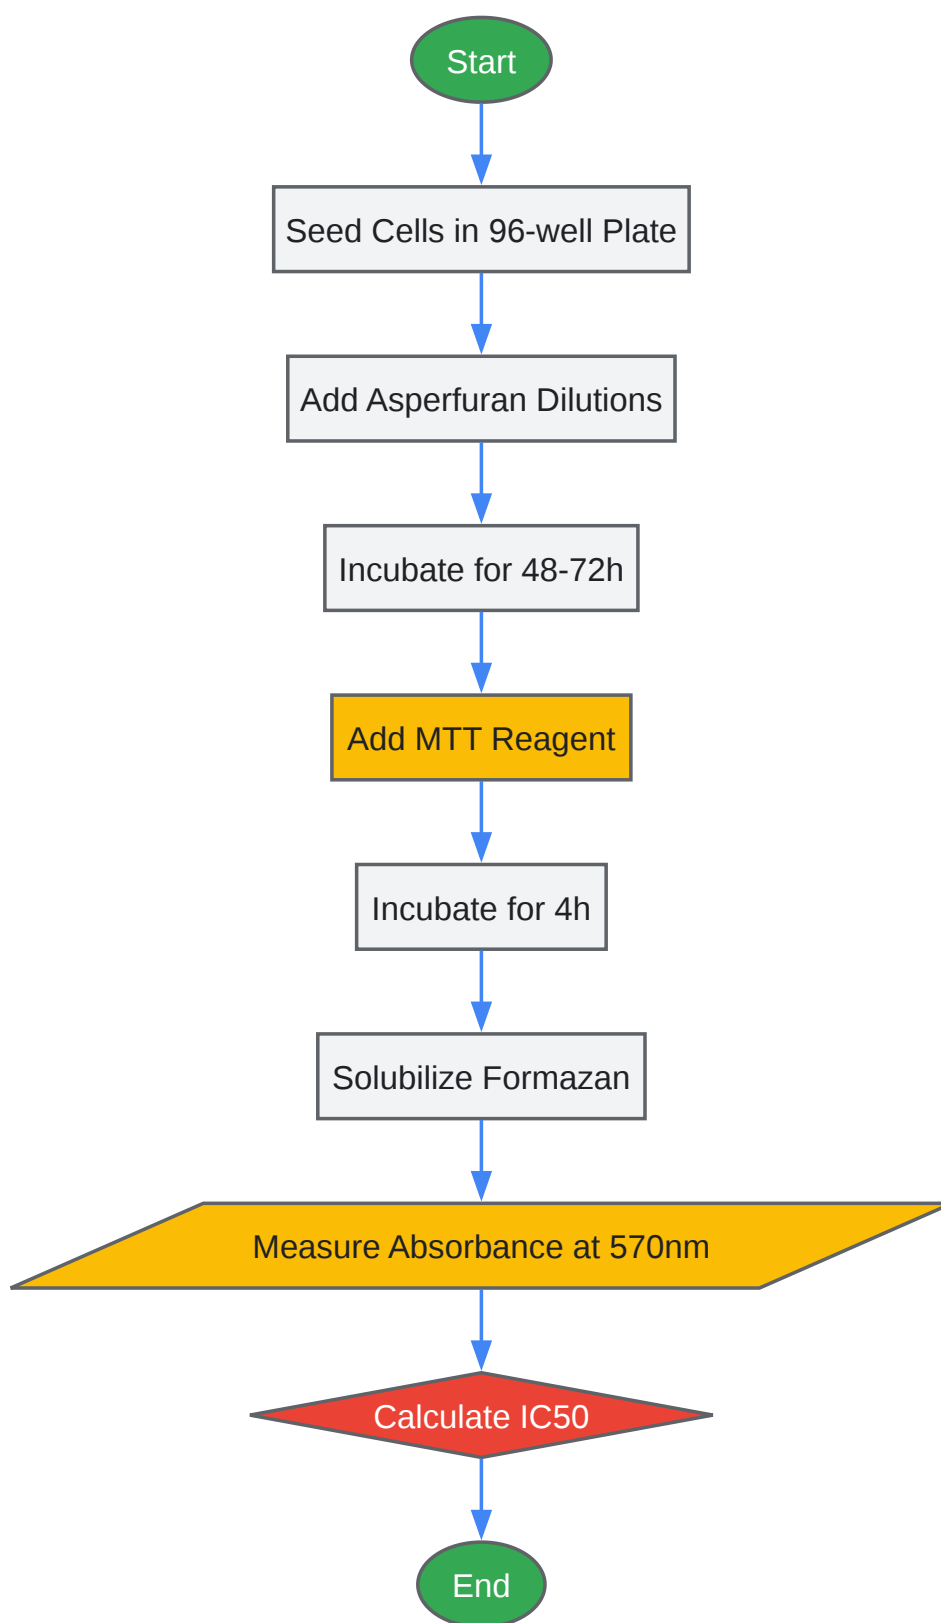 Start
Seed Cells in 96-well Plate
Add Asperfuran Dilutions
Incubate for 48-72h
Add MTT Reagent
Incubate for 4h
Solubilize Formazan
Measure Absorbance at 570nm
Calculate IC50
End